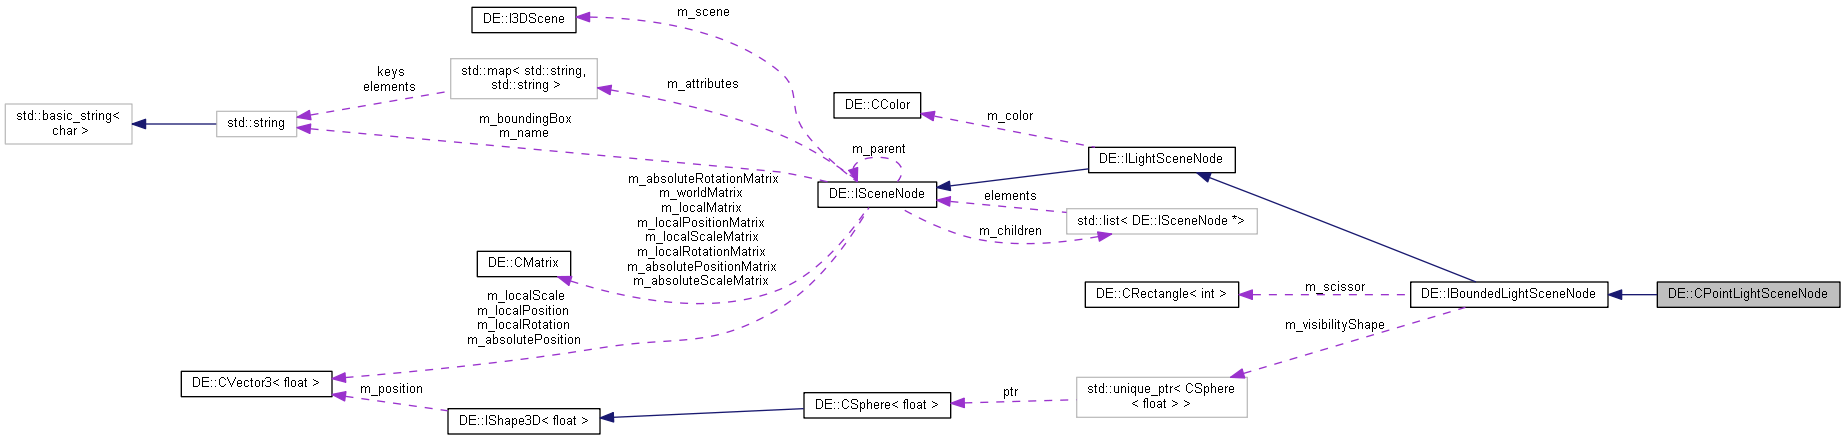 DE::I3DScene
m_scene
std::map< std::string,
std::string >
keys
elements
m_attributes
std::basic_string<
char >
std::string
m_boundingBox
m_name
DE::CColor
m_color
m_parent
DE::ILightSceneNode
DE::ISceneNode
m_absoluteRotationMatrix
m_worldMatrix
m_localMatrix
m_localPositionMatrix
m_localScaleMatrix
m_localRotationMatrix
m_absolutePositionMatrix
m_absoluteScaleMatrix
elements
std::list< DE::ISceneNode *>
m_children
DE::CMatrix
m_localScale
m_localPosition
m_localRotation
m_absolutePosition
DE::CRectangle< int >
m_scissor
DE::IBoundedLightSceneNode
DE::CPointLightSceneNode
m_visibilityShape
DE::CVector3< float >
m_position
DE::IShape3D< float >
DE::CSphere< float >
ptr
std::unique_ptr< CSphere
< float > >